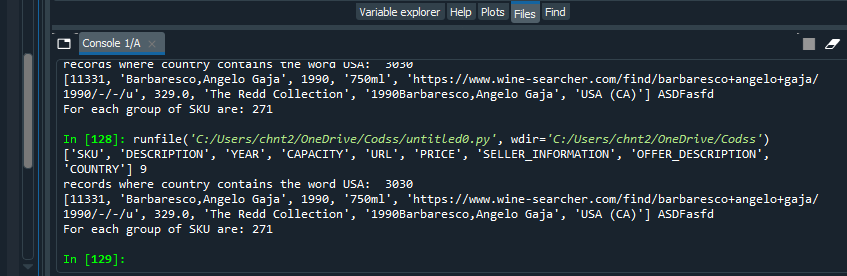 Variable explorer Help Plots Files Find
Console 1/A
records where country contains the word USA:  3030
[11331, 'Barbaresco,Angelo Gaja', 1990, '750ml', 'https://www.wine-searcher.com/find/barbaresco+angelo+gaja/
1990/-/-/u', 329.0, 'The Redd Collection', '1990Barbaresco,Angelo Gaja', 'USA (CA)'] ASDFasfd
For each group of SKU are: 271
In [128]: runfile('C:/Users/chnt2/OneDrive/Codss/untitled0.py', wdir='C:/Users/chnt2/OneDrive/Codss')
['SKU', 'DESCRIPTION', 'YEAR', 'CAPACITY', 'URL', 'PRICE', 'SELLER_INFORMATION', 'OFFER_DESCRIPTION',
'COUNTRY'] 9
records where country contains the word USA:  3030
[11331, 'Barbaresco,Angelo Gaja', 1990, '750ml', 'https://www.wine-searcher.com/find/barbaresco+angelo+gaja/
1990/-/-/u', 329.0, 'The Redd Collection', '1990Barbaresco,Angelo Gaja', 'USA (CA)'] ASDFasfd
For each group of SKU are: 271
In [129]: